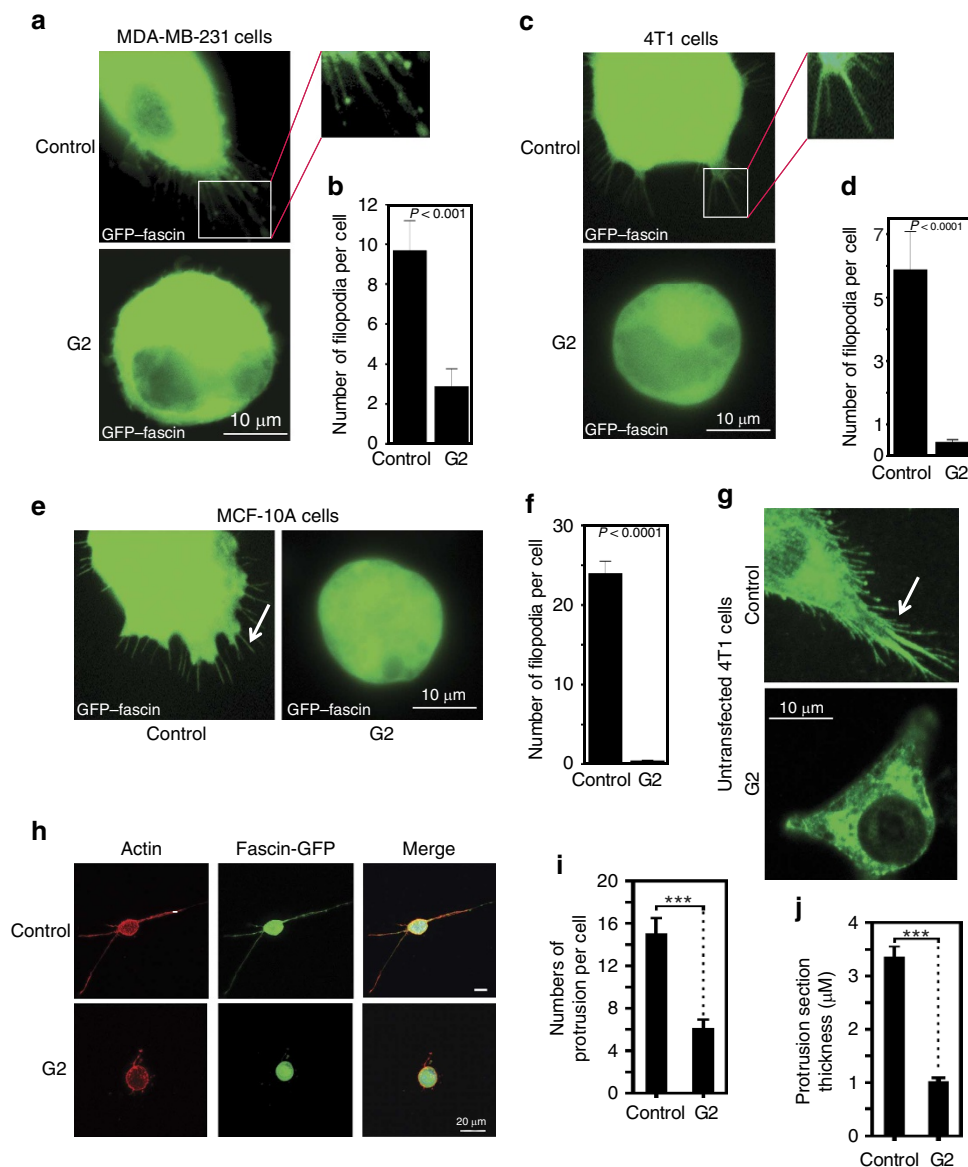 a
MDA-MB-231 cells
Control
GFP–fascin
G2
10 μm
GFP–fascin
b
Number of filopodia per cell
P < 0.001
12
10
8
6
4
2
0
Control G2
c
4T1 cells
Control
GFP–fascin
G2
10 μm
GFP–fascin
d
Number of filopodia per cell
P < 0.0001
7
6
5
3
2
1
0
Control G2
e
MCF-10A cells
GFP–fascin
10 μm
GFP–fascin
Control
G2
f
Number of filopodia per cell
P < 0.0001
30
20
10
0
Control G2
g
Untransfected 4T1 cells
Control
10 μm
G2
h
Actin
Fascin-GFP
Merge
Control
G2
20 μm
i
Numbers of
protrusion per cell
20
16
12
8
4
0
***
Control G2
j
Protrusion section
thickness (μM)
4
3
2
1
0
***
Control G2